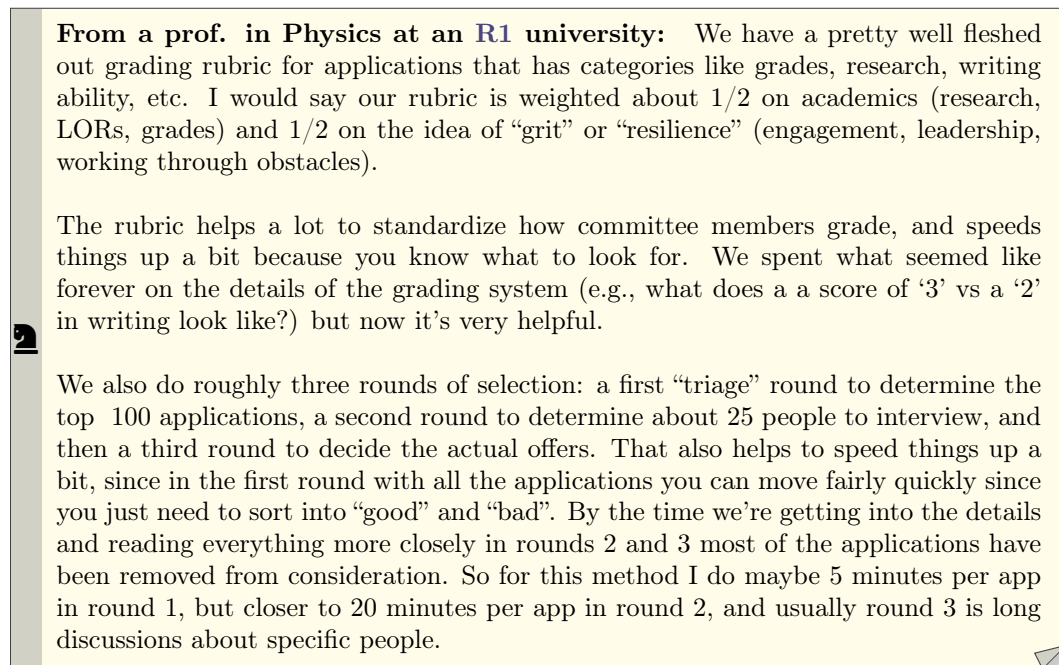 From a prof. in Physics at an R1 university: We have a pretty well fleshed
out grading rubric for applications that has categories like grades, research, writing
ability, etc. I would say our rubric is weighted about 1/2 on academics (research,
LORs, grades) and 1/2 on the idea of “grit” or “resilience” (engagement, leadership,
working through obstacles).
The rubric helps a lot to standardize how committee members grade, and speeds
things up a bit because you know what to look for. We spent what seemed like
forever on the details of the grading system (e.g., what does a a score of ‘3’ vs a ‘2’
in writing look like?) but now it's very helpful.
We also do roughly three rounds of selection: a first “triage” round to determine the
top 100 applications, a second round to determine about 25 people to interview, and
then a third round to decide the actual offers. That also helps to speed things up a
bit, since in the first round with all the applications you can move fairly quickly since
you just need to sort into “good” and “bad”. By the time we're getting into the details
and reading everything more closely in rounds 2 and 3 most of the applications have
been removed from consideration. So for this method I do maybe 5 minutes per app
in round 1, but closer to 20 minutes per app in round 2, and usually round 3 is long
discussions about specific people.